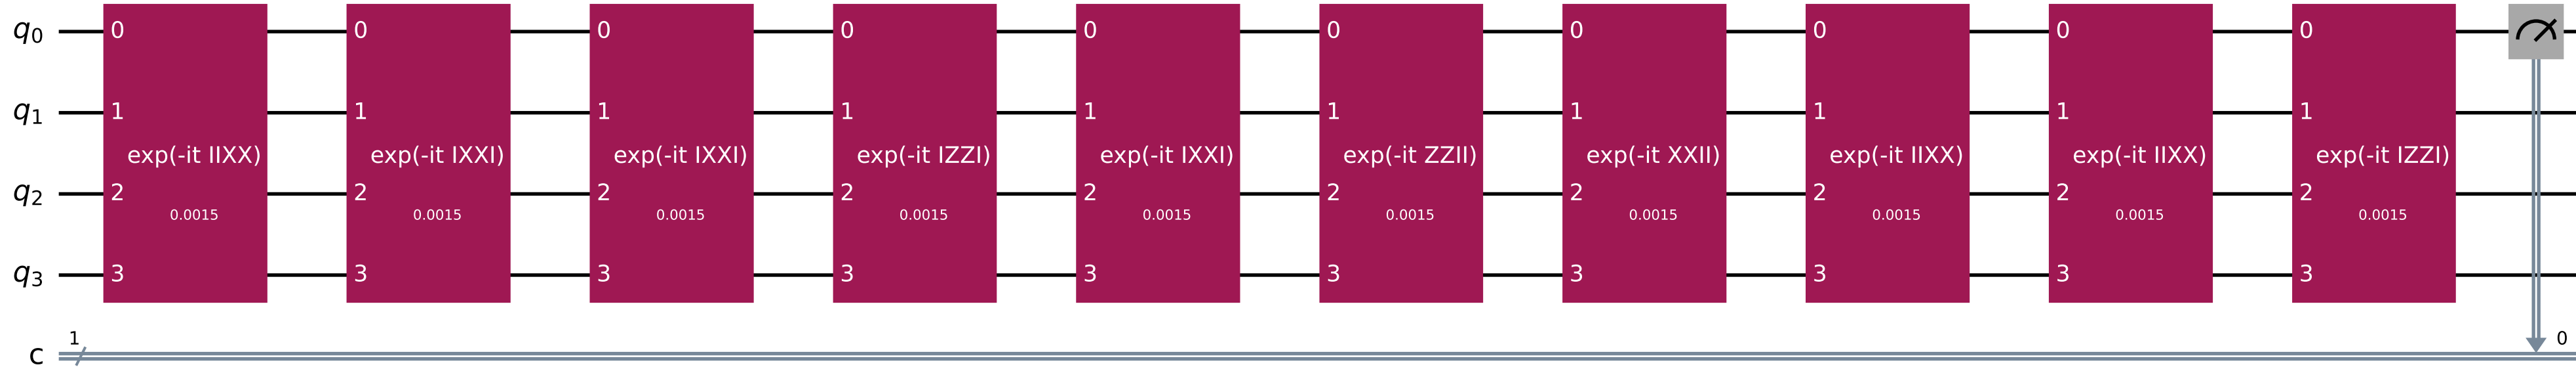 q0 0 0 0 0 0 0 0 0 0 0
q1 1 1 1 1 1 1 1 1 1 1
exp(-it IIXX) exp(-it IXXI) exp(-it IXXI) exp(-it IZZI) exp(-it IXXI) exp(-it ZZII) exp(-it XXII) exp(-it IIXX) exp(-it IIXX) exp(-it IZZI)
q2 2 2 2 2 2 2 2 2 2 2
0.0015 0.0015 0.0015 0.0015 0.0015 0.0015 0.0015 0.0015 0.0015 0.0015
q3 3 3 3 3 3 3 3 3 3 3
1 0
c